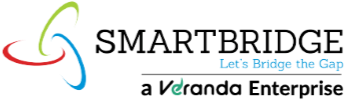 SMARTBRIDGE
Let's Bridge the Gap
a Veranda Enterprise